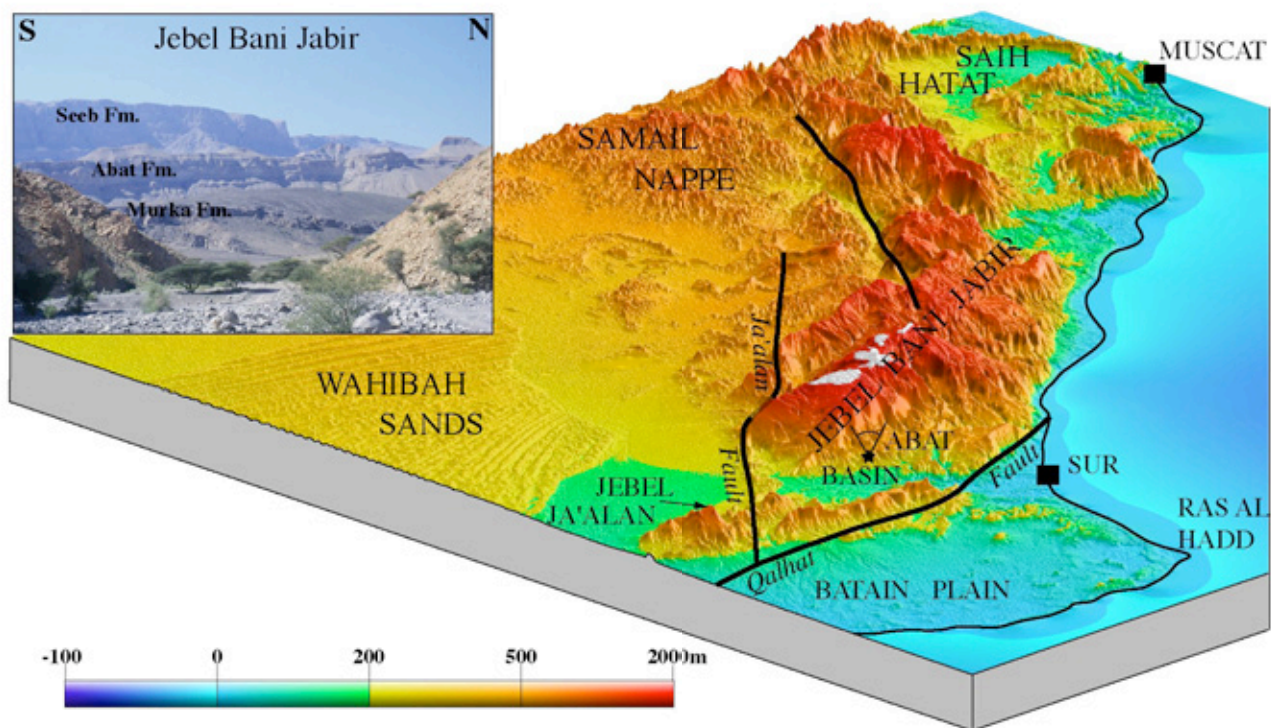 S
Jebel Bani Jabir
N
Seeb Fm.
Abat Fm.
Murka Fm.
MUSCAT
SAIH
HATAT
SAMAIL
NAPPE
JEBEL BANI JABIR
Ja'alan
Fault
WAHIBAH
SANDS
ABAT
BASIN
Fault
SUR
JEBEL
JA'ALAN
RAS AL
HADD
Qalhat
BATAIN PLAIN
-100 0 200 500 2000m